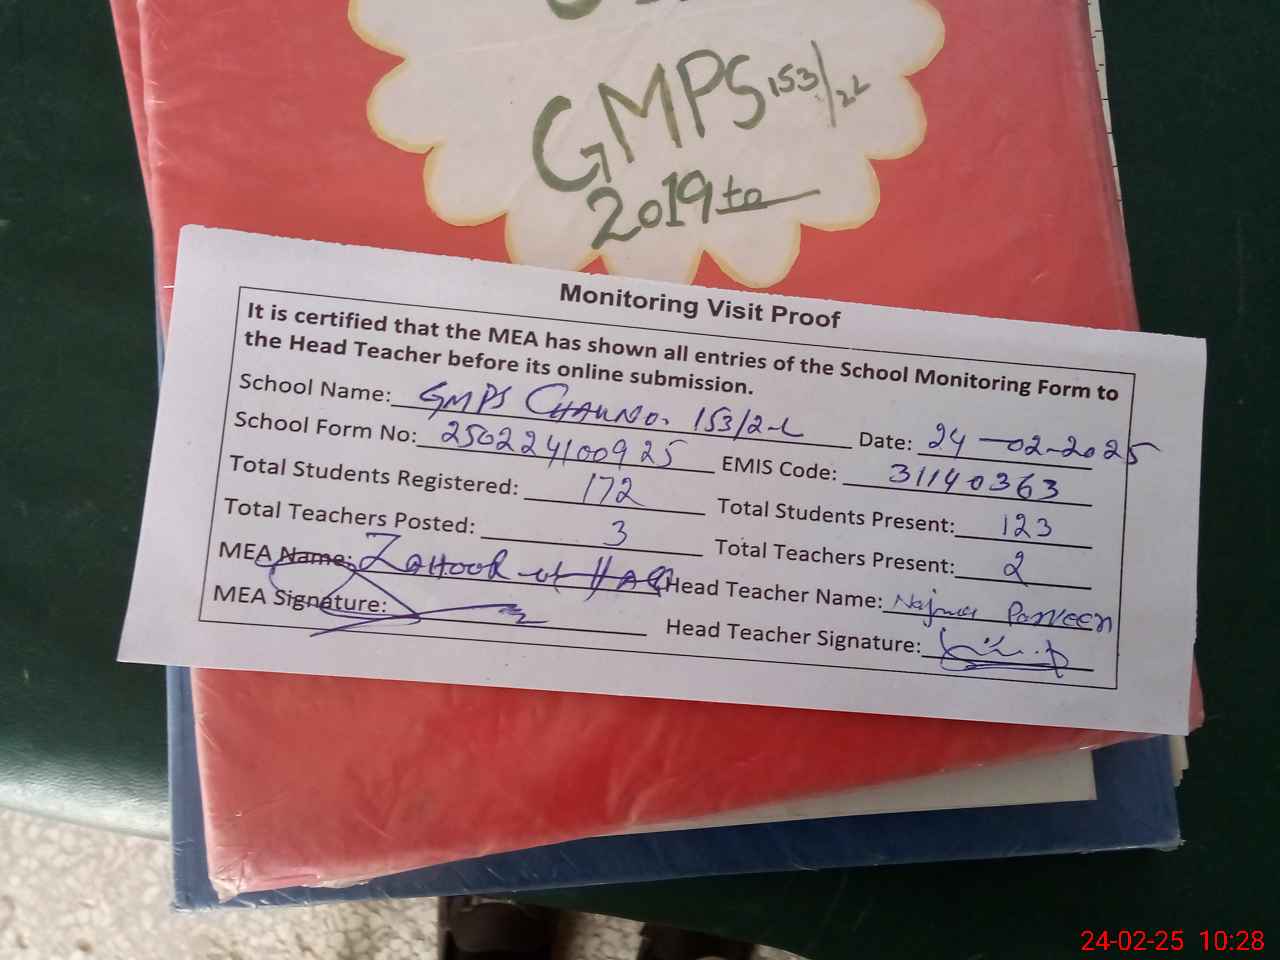 GMPS 153/2L
2019 to
Monitoring Visit Proof
It is certified that the MEA has shown all entries of the School Monitoring Form to
the Head Teacher before its online submission.
School Name: GMPS CHAK NO. 153/2-L Date: 24-02-2025
School Form No: 250224100925 EMIS Code: 31140363
Total Students Registered: 172 Total Students Present: 123
Total Teachers Posted: 3 Total Teachers Present: 2
MEA Name: Zahoor ul Haq Head Teacher Name: Najma Parveen
MEA Signature: Head Teacher Signature:
24-02-25 10:28